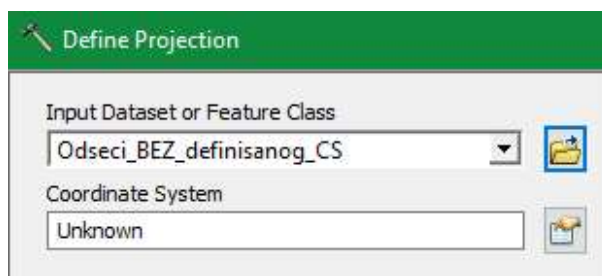 Define Projection
Input Dataset or Feature Class
Odseci_BEZ_definisanog_CS
Coordinate System
Unknown